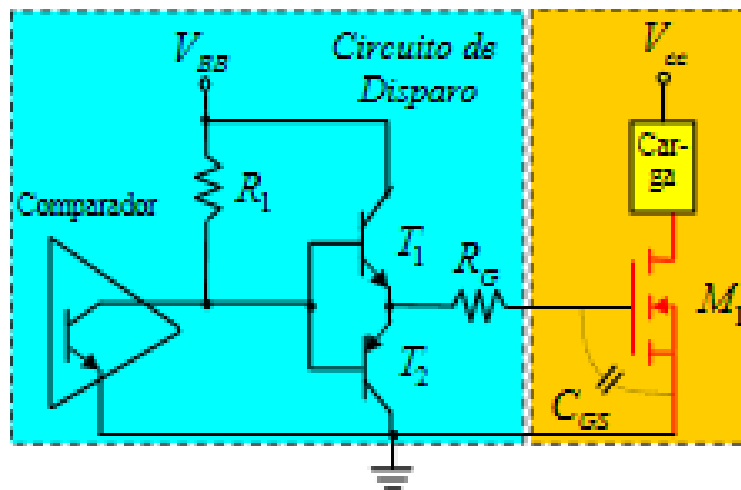 V_BB
Circuito de
Disparo
V_cc
Car-
ga
R_1
Comparador
T_1
R_G
M_1
T_2
C_GS